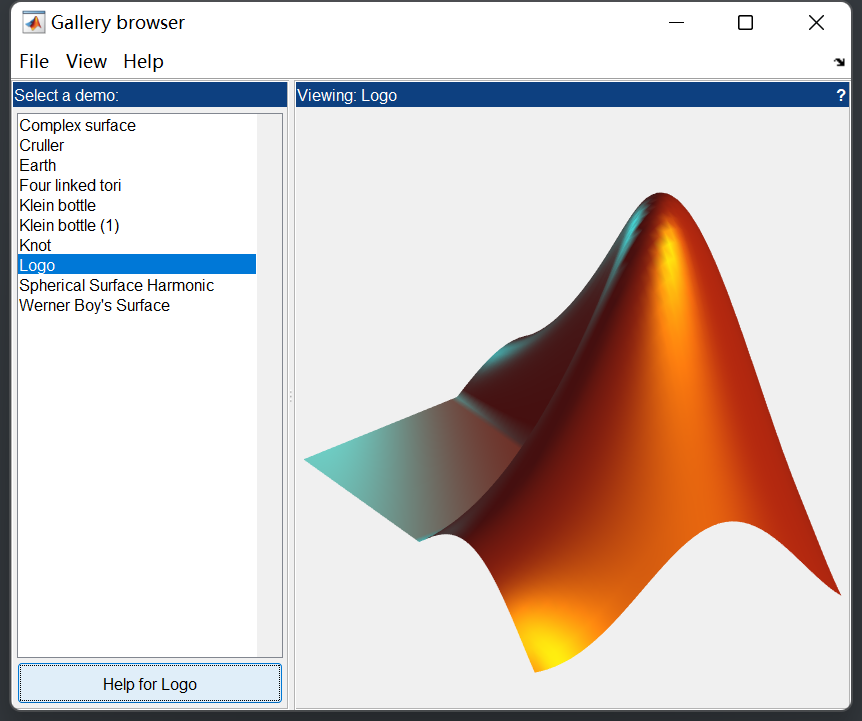 Gallery browser
File View Help
Select a demo:
Complex surface
Cruller
Earth
Four linked tori
Klein bottle
Klein bottle (1)
Knot
Logo
Spherical Surface Harmonic
Werner Boy's Surface
Help for Logo
Viewing: Logo ?